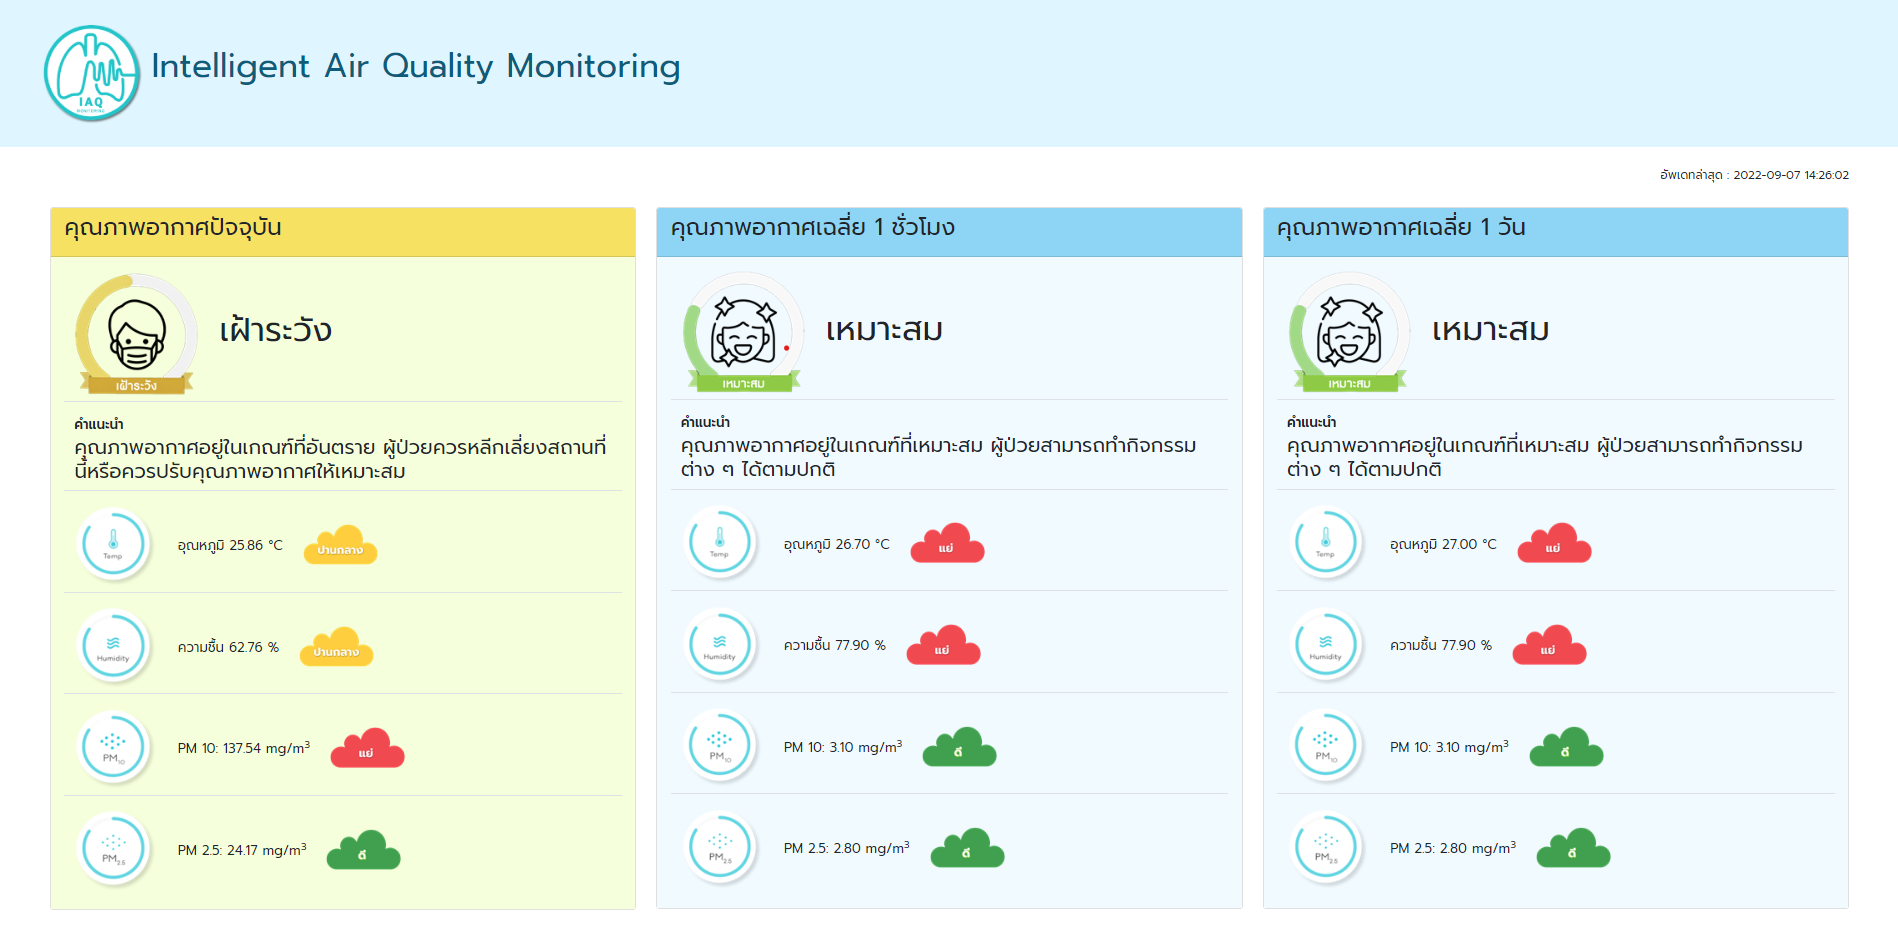 IAQ
MONITORING
Intelligent Air Quality Monitoring
อัพเดทล่าสุด : 2022-09-07 14:26:02
คุณภาพอากาศปัจจุบัน
เฝ้าระวัง
เฝ้าระวัง
คำแนะนำ
คุณภาพอากาศอยู่ในเกณฑ์ที่อันตราย ผู้ป่วยควรหลีกเลี่ยงสถานที่
นี้หรือควรปรับคุณภาพอากาศให้เหมาะสม
Temp
อุณหภูมิ 25.86 °C
ปานกลาง
Humidity
ความชื้น 62.76 %
ปานกลาง
PM10
PM 10: 137.54 mg/m³
แย่
PM2.5
PM 2.5: 24.17 mg/m³
ดี
คุณภาพอากาศเฉลี่ย 1 ชั่วโมง
เหมาะสม
เหมาะสม
คำแนะนำ
คุณภาพอากาศอยู่ในเกณฑ์ที่เหมาะสม ผู้ป่วยสามารถทำกิจกรรม
ต่าง ๆ ได้ตามปกติ
Temp
อุณหภูมิ 26.70 °C
แย่
Humidity
ความชื้น 77.90 %
แย่
PM10
PM 10: 3.10 mg/m³
ดี
PM2.5
PM 2.5: 2.80 mg/m³
ดี
คุณภาพอากาศเฉลี่ย 1 วัน
เหมาะสม
เหมาะสม
คำแนะนำ
คุณภาพอากาศอยู่ในเกณฑ์ที่เหมาะสม ผู้ป่วยสามารถทำกิจกรรม
ต่าง ๆ ได้ตามปกติ
Temp
อุณหภูมิ 27.00 °C
แย่
Humidity
ความชื้น 77.90 %
แย่
PM10
PM 10: 3.10 mg/m³
ดี
PM2.5
PM 2.5: 2.80 mg/m³
ดี